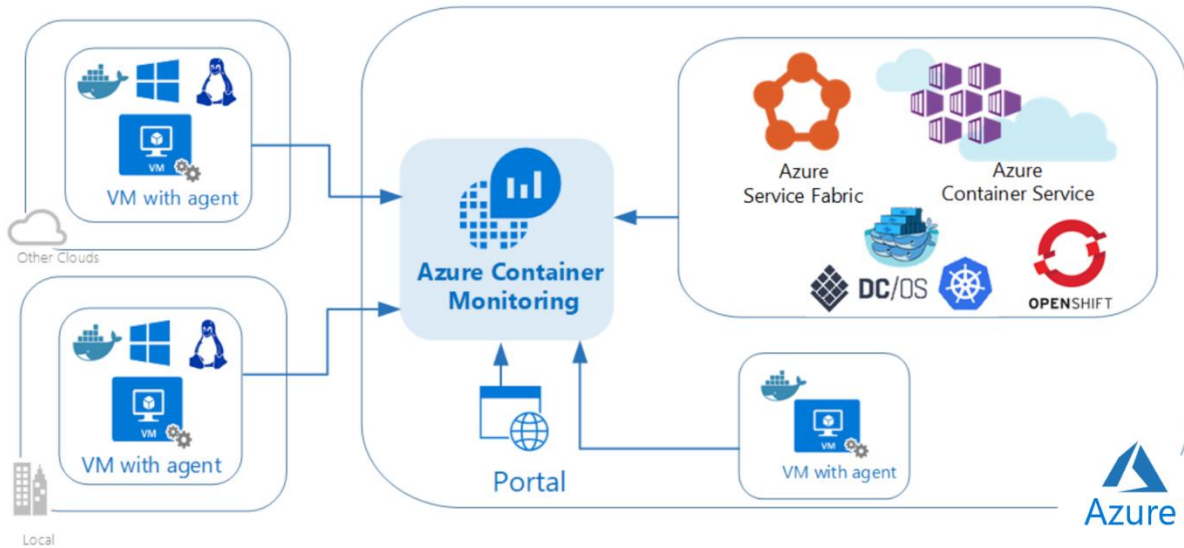 VM
VM with agent
Other Clouds
VM
VM with agent
Local
Azure Container
Monitoring
Portal
Azure
Service Fabric
Azure
Container Service
DC/OS
OPENSHIFT
VM
VM with agent
Azure